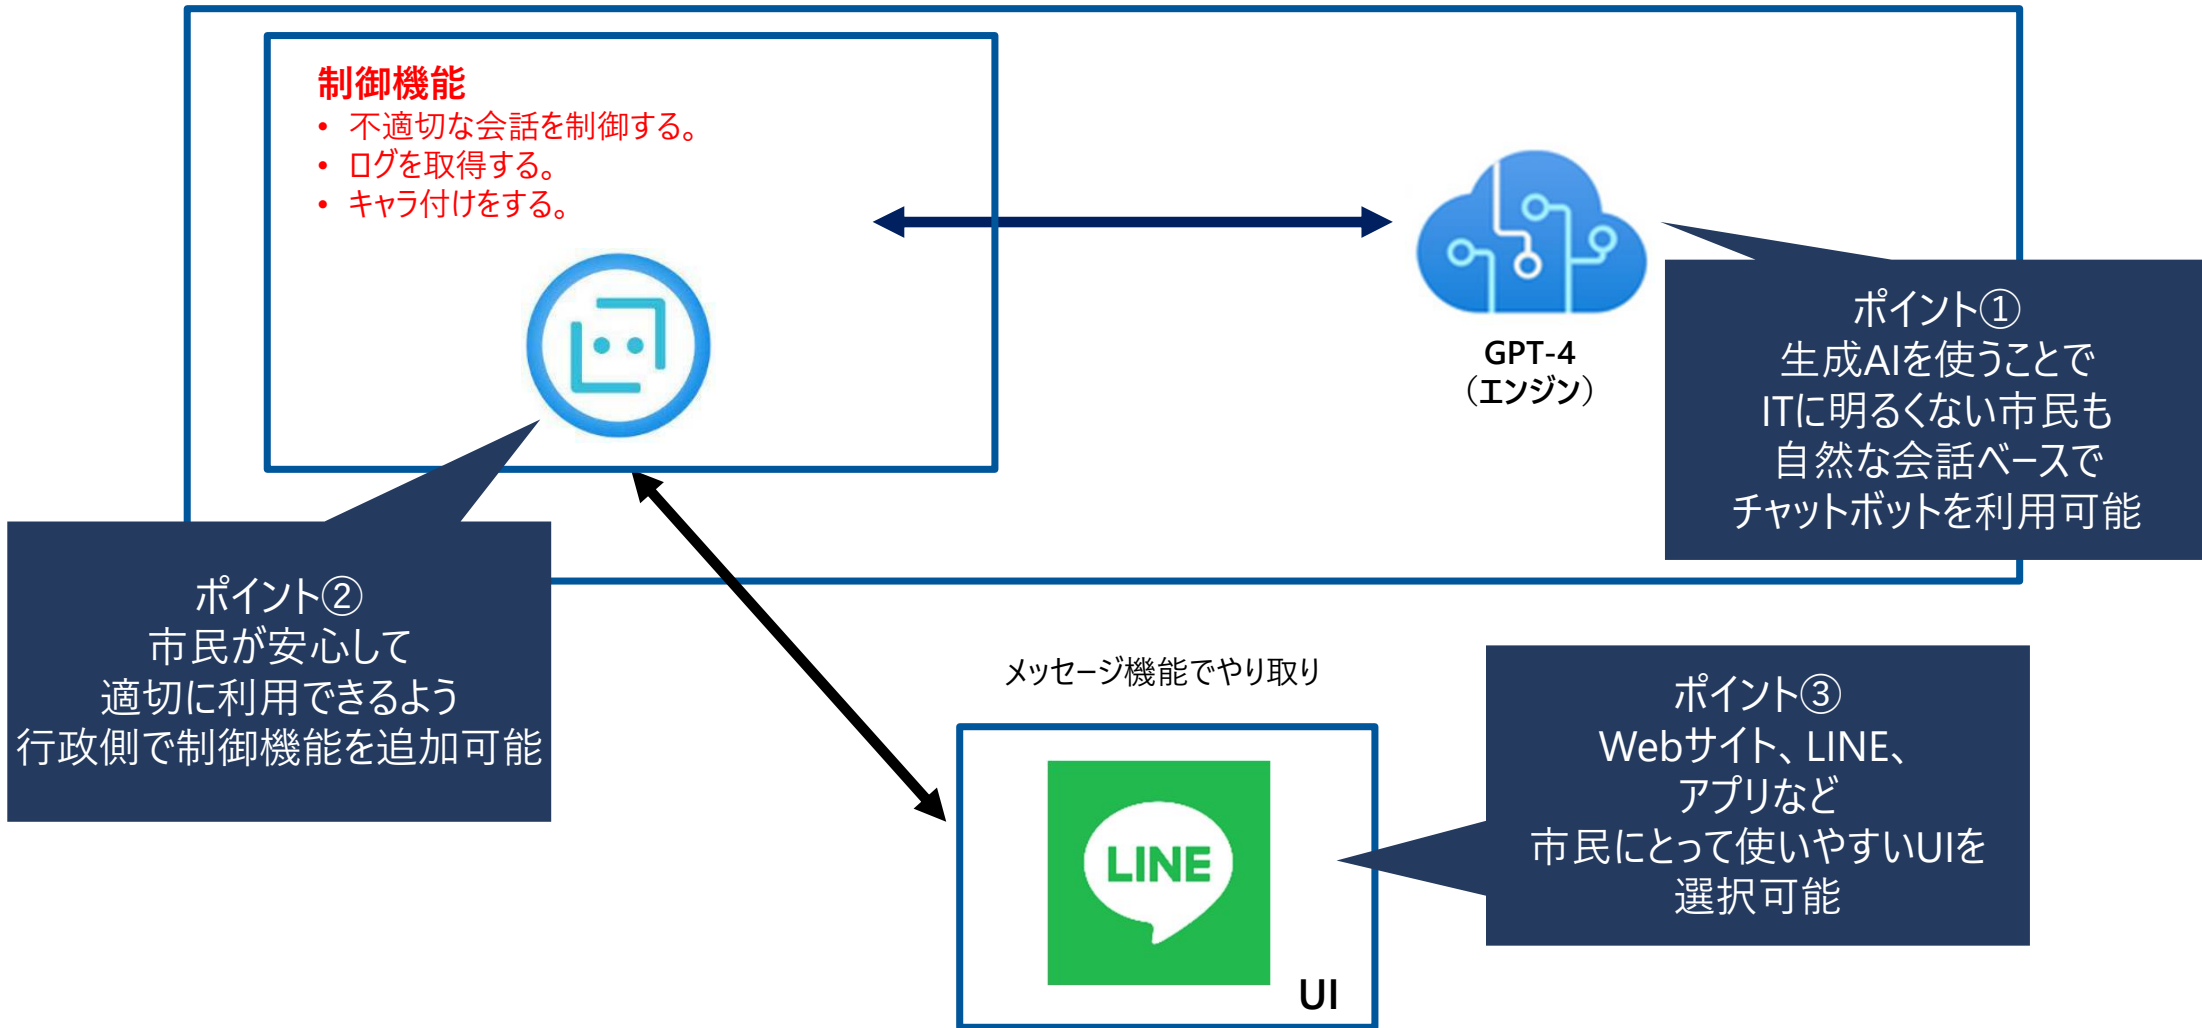 制御機能
• 不適切な会話を制御する。
• ログを取得する。
• キャラ付けをする。
GPT-4
（エンジン）
ポイント①
生成AIを使うことで
ITに明るくない市民も
自然な会話ベースで
チャットボットを利用可能
ポイント②
市民が安心して
適切に利用できるよう
行政側で制御機能を追加可能
メッセージ機能でやり取り
LINE
UI
ポイント③
Webサイト、LINE、
アプリなど
市民にとって使いやすいUIを
選択可能